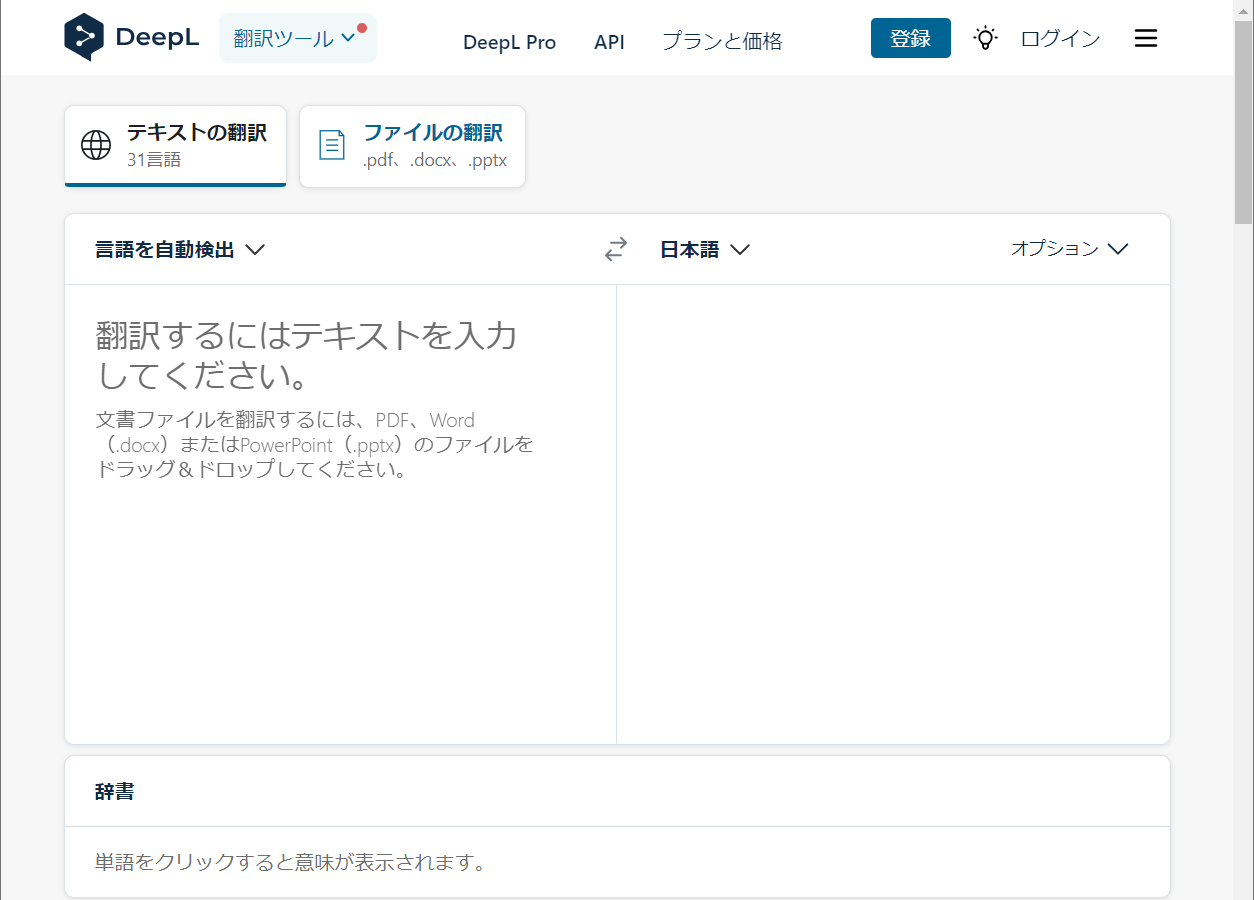 DeepL 翻訳ツール DeepL Pro API プランと価格 登録 ログイン
テキストの翻訳
31言語
ファイルの翻訳
.pdf、.docx、.pptx
言語を自動検出 日本語 オプション
翻訳するにはテキストを入力
してください。
文書ファイルを翻訳するには、PDF、Word
（.docx）またはPowerPoint（.pptx）のファイルを
ドラッグ＆ドロップしてください。
辞書
単語をクリックすると意味が表示されます。